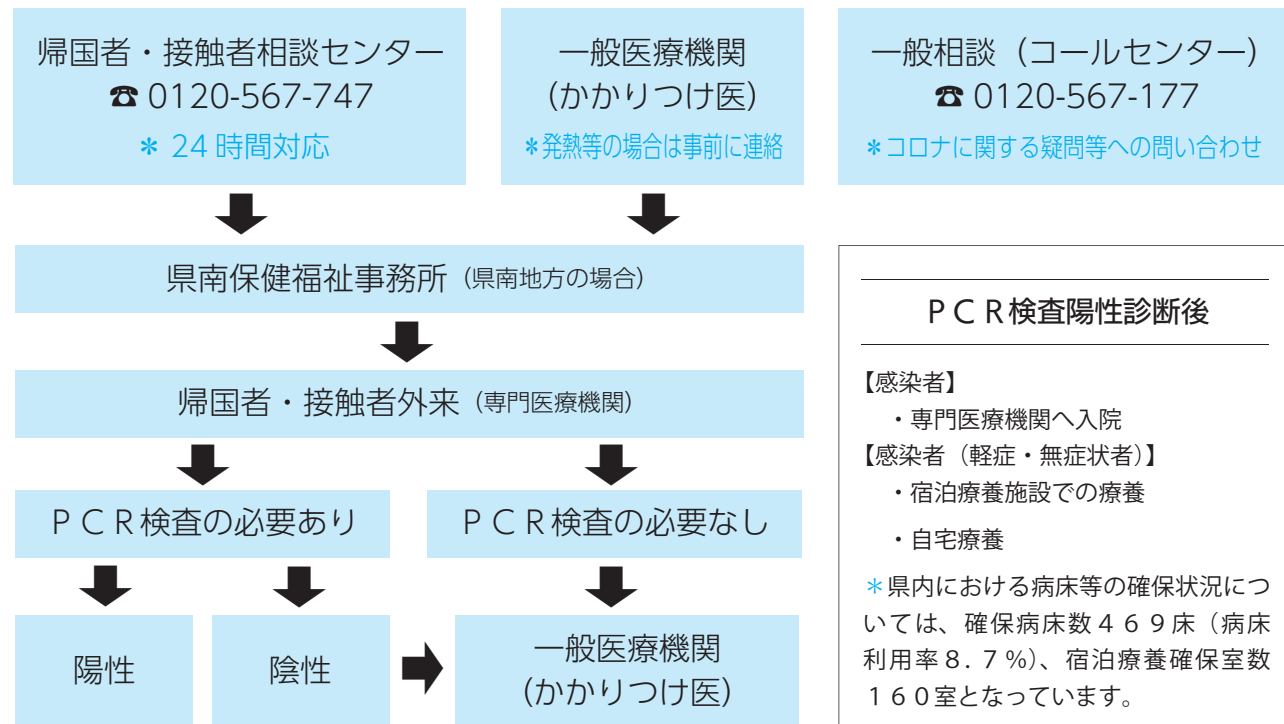 帰国者・接触者相談センター
☎ 0120-567-747
＊ 24 時間対応
一般医療機関
(かかりつけ医)
＊発熱等の場合は事前に連絡
一般相談（コールセンター）
☎ 0120-567-177
＊コロナに関する疑問等への問い合わせ
県南保健福祉事務所（県南地方の場合）
帰国者・接触者外来（専門医療機関）
ＰＣＲ検査の必要あり
ＰＣＲ検査の必要なし
陽性
陰性
一般医療機関
(かかりつけ医)
ＰＣＲ検査陽性診断後
【感染者】
・専門医療機関へ入院
【感染者（軽症・無症状者）】
・宿泊療養施設での療養
・自宅療養
＊県内における病床等の確保状況につ
いては、確保病床数４６９床（病床
利用率８．７％）、宿泊療養確保室数
１６０室となっています。